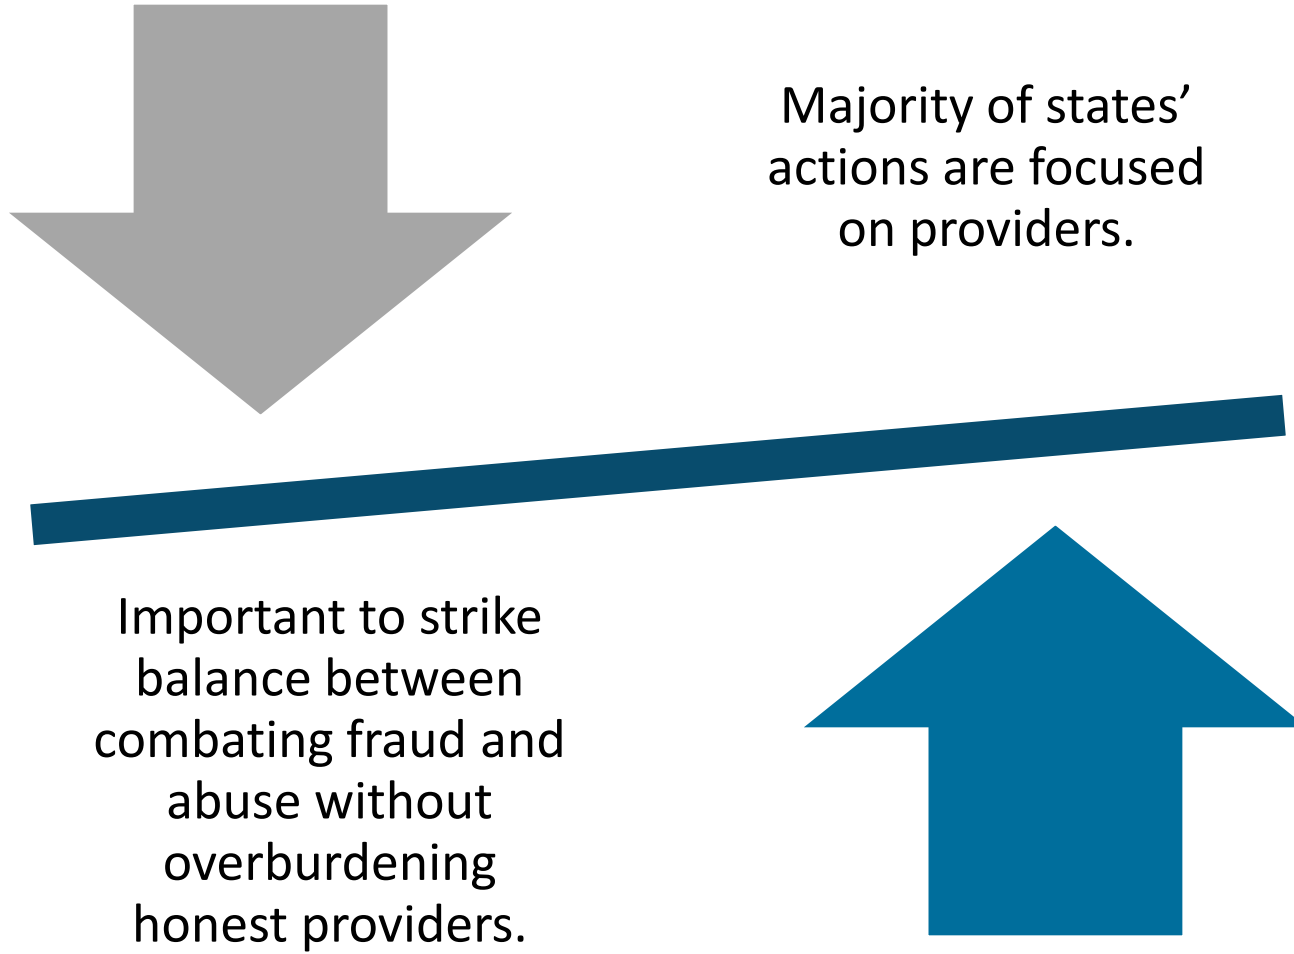 Majority of states’
actions are focused
on providers.
Important to strike
balance between
combating fraud and
abuse without
overburdening
honest providers.